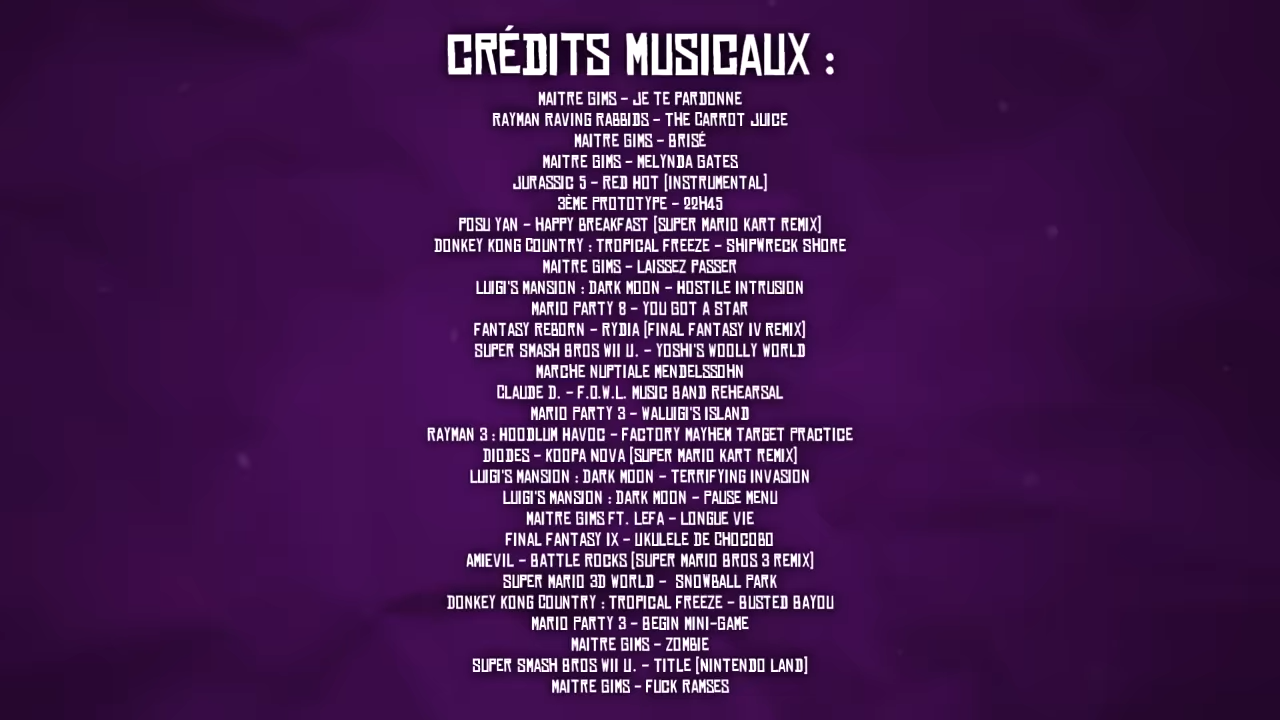 CRÉDITS MUSICAUX :
MAITRE GIMS - JE TE PARDONNE
RAYMAN RAVING RABBIDS - THE CARROT JUICE
MAITRE GIMS - BRISÉ
MAITRE GIMS - MELYNDA GATES
JURASSIC 5 - RED HOT [INSTRUMENTAL]
3ÈME PROTOTYPE - 22H45
POSU YAN - HAPPY BREAKFAST [SUPER MARIO KART REMIX]
DONKEY KONG COUNTRY : TROPICAL FREEZE - SHIPWRECK SHORE
MAITRE GIMS - LAISSEZ PASSER
LUIGI'S MANSION : DARK MOON - HOSTILE INTRUSION
MARIO PARTY 8 - YOU GOT A STAR
FANTASY REBORN - RYDIA [FINAL FANTASY IV REMIX]
SUPER SMASH BROS WII U. - YOSHI'S WOOLLY WORLD
MARCHE NUPTIALE MENDELSSOHN
CLAUDE D. - F.O.W.L. MUSIC BAND REHEARSAL
MARIO PARTY 3 - WALUIGI'S ISLAND
RAYMAN 3 : HOODLUM HAVOC - FACTORY MAYHEM TARGET PRACTICE
DIODES - KOOPA NOVA [SUPER MARIO KART REMIX]
LUIGI'S MANSION : DARK MOON - TERRIFYING INVASION
LUIGI'S MANSION : DARK MOON - PAUSE MENU
MAITRE GIMS FT. LEFA - LONGUE VIE
FINAL FANTASY IX - UKULELE DE CHOCOBO
AMIEVIL - BATTLE ROCKS [SUPER MARIO BROS 3 REMIX]
SUPER MARIO 3D WORLD - SNOWBALL PARK
DONKEY KONG COUNTRY : TROPICAL FREEZE - BUSTED BAYOU
MARIO PARTY 3 - BEGIN MINI-GAME
MAITRE GIMS - ZOMBIE
SUPER SMASH BROS WII U. - TITLE [NINTENDO LAND]
MAITRE GIMS - FUCK RAMSES